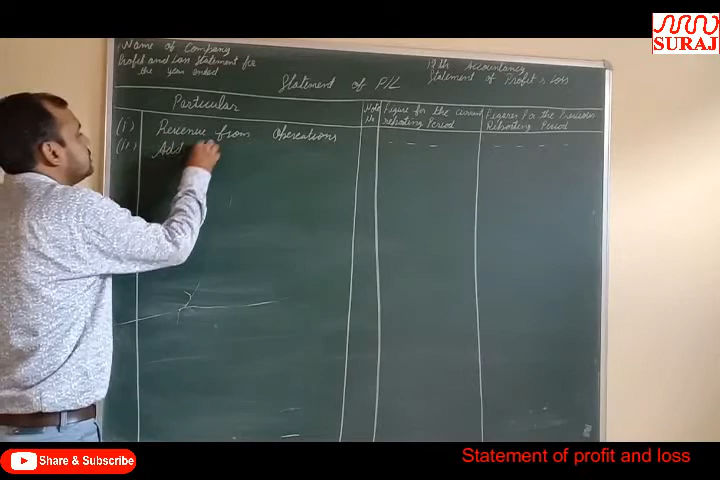 SURAJ
Name of Company
Profit and Loss Statement for
the year ended
12th Accountancy
Statement of Profit & Loss
Statement of P/L
Particular
Note No
Figure for the current
reporting Period
Figures For the Previous
Reporting Period
(i) Revenue from Operations
(ii) Add
Share & Subscribe
Statement of profit and loss